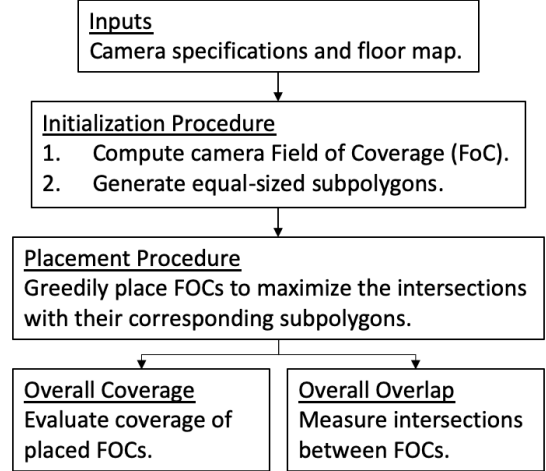 Inputs
Camera specifications and floor map.
Initialization Procedure
1. Compute camera Field of Coverage (FoC).
2. Generate equal-sized subpolygons.
Placement Procedure
Greedily place FOCs to maximize the intersections
with their corresponding subpolygons.
Overall Coverage
Evaluate coverage of
placed FOCs.
Overall Overlap
Measure intersections
between FOCs.